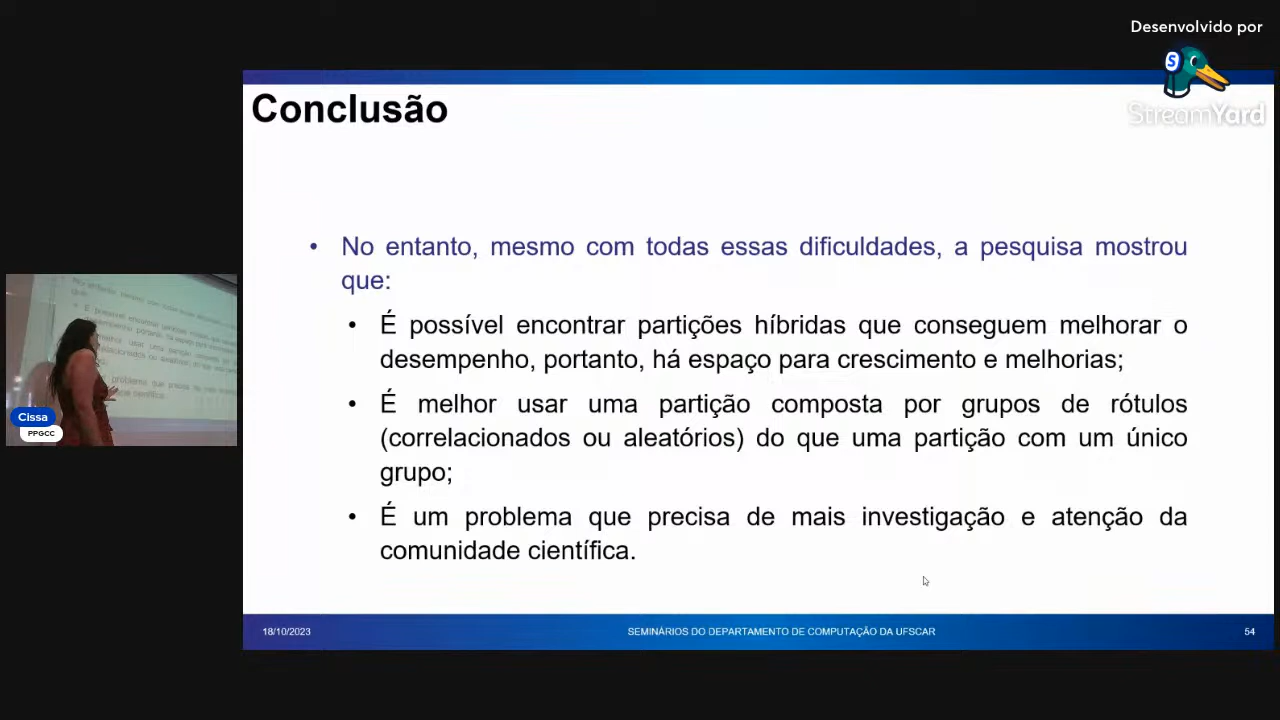 Desenvolvido por
StreamYard
Conclusão
• No entanto, mesmo com todas essas dificuldades, a pesquisa mostrou
que:
• É possível encontrar partições híbridas que conseguem melhorar o
desempenho, portanto, há espaço para crescimento e melhorias;
• É melhor usar uma partição composta por grupos de rótulos
(correlacionados ou aleatórios) do que uma partição com um único
grupo;
• É um problema que precisa de mais investigação e atenção da
comunidade científica.
Cissa
PPGCC
18/10/2023
SEMINÁRIOS DO DEPARTAMENTO DE COMPUTAÇÃO DA UFSCAR
54